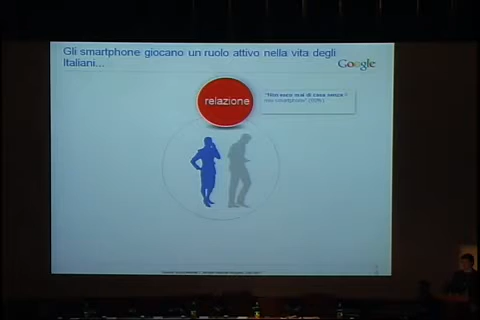 Gli smartphone giocano un ruolo attivo nella vita degli
Italiani...
Google
relazione
"Non esco mai di casa senza il
mio smartphone"